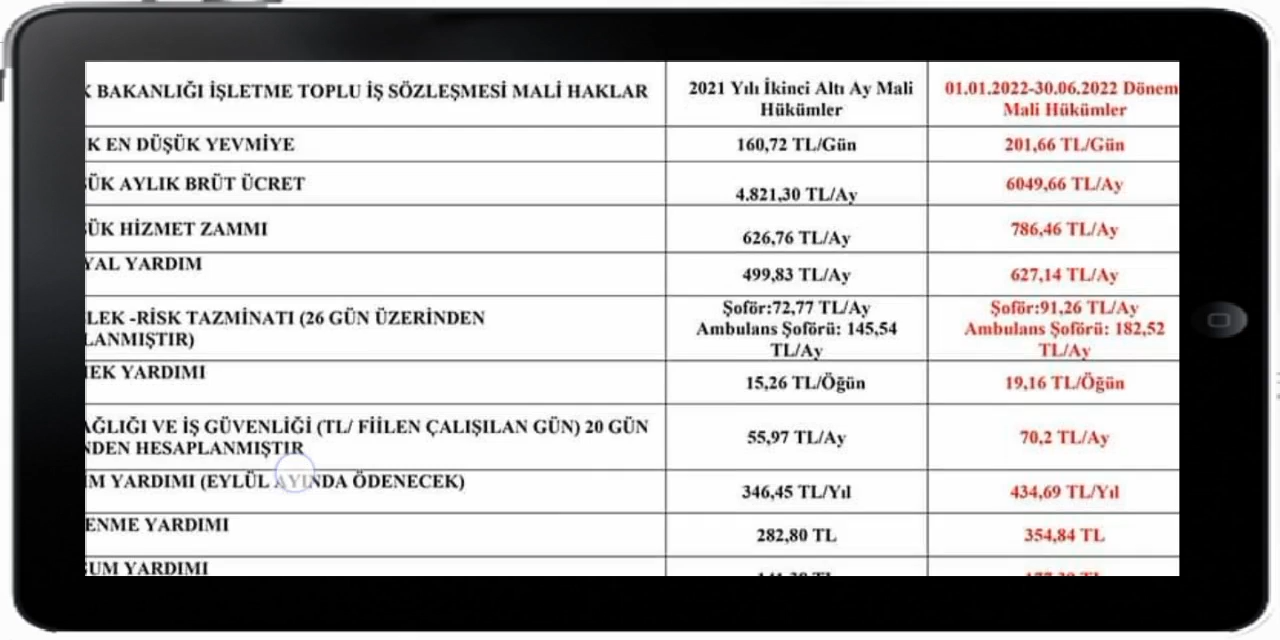 BAKANLIĞI İŞLETME TOPLU İŞ SÖZLEŞMESİ MALİ HAKLAR
2021 Yılı İkinci Altı Ay Mali
Hükümler
01.01.2022-30.06.2022 Dönem
Mali Hükümler
K EN DÜŞÜK YEVMİYE
160,72 TL/Gün
201,66 TL/Gün
ÜK AYLIK BRÜT ÜCRET
4.821,30 TL/Ay
6049,66 TL/Ay
ÜK HİZMET ZAMMI
626,76 TL/Ay
786,46 TL/Ay
YAL YARDIM
499,83 TL/Ay
627,14 TL/Ay
LEK -RİSK TAZMİNATI (26 GÜN ÜZERİNDEN
LANMIŞTIR)
Şoför:72,77 TL/Ay
Ambulans Şoförü: 145,54
TL/Ay
Şoför:91,26 TL/Ay
Ambulans Şoförü: 182,52
TL/Ay
EK YARDIMI
15,26 TL/Öğün
19,16 TL/Öğün
AĞLIĞI VE İŞ GÜVENLİĞİ (TL/ FİİLEN ÇALIŞILAN GÜN) 20 GÜN
NDEN HESAPLANMIŞTIR
55,97 TL/Ay
70,2 TL/Ay
İM YARDIMI (EYLÜL AYINDA ÖDENECEK)
346,45 TL/Yıl
434,69 TL/Yıl
ENME YARDIMI
282,80 TL
354,84 TL
UM YARDIMI